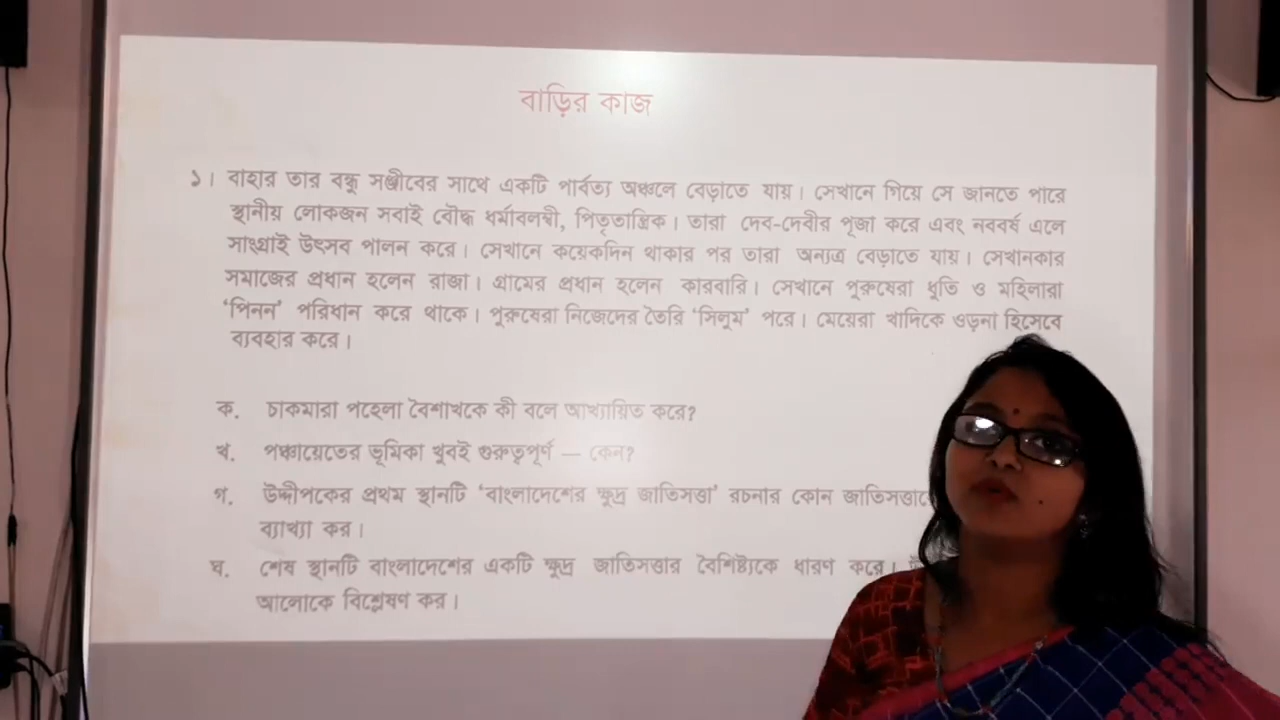 বাড়ির কাজ
১। বাহার তার বন্ধু সঞ্জীবের সাথে একটি পার্বত্য অঞ্চলে বেড়াতে যায়। সেখানে গিয়ে সে জানতে পারে
স্থানীয় লোকজন সবাই বৌদ্ধ ধর্মাবলম্বী, পিতৃতান্ত্রিক। তারা দেব-দেবীর পূজা করে এবং নববর্ষ এলে
সাংগ্রাই উৎসব পালন করে। সেখানে কয়েকদিন থাকার পর তারা অন্যত্র বেড়াতে যায়। সেখানকার
সমাজের প্রধান হলেন রাজা। গ্রামের প্রধান হলেন কারবারি। সেখানে পুরুষেরা ধুতি ও মহিলারা
‘পিনন’ পরিধান করে থাকে। পুরুষেরা নিজেদের তৈরি ‘সিলুম’ পরে। মেয়েরা খাদিকে ওড়না হিসেবে
ব্যবহার করে।
ক. চাকমারা পহেলা বৈশাখকে কী বলে আখ্যায়িত করে?
খ. পঞ্চায়েতের ভূমিকা খুবই গুরুত্বপূর্ণ — কেন?
গ. উদ্দীপকের প্রথম স্থানটি ‘বাংলাদেশের ক্ষুদ্র জাতিসত্তা’ রচনার কোন
ব্যাখ্যা কর।
ঘ. শেষ স্থানটি বাংলাদেশের একটি ক্ষুদ্র জাতিসত্তার বৈশিষ্ট্যকে ধারণ করে।
আলোকে বিশ্লেষণ কর।